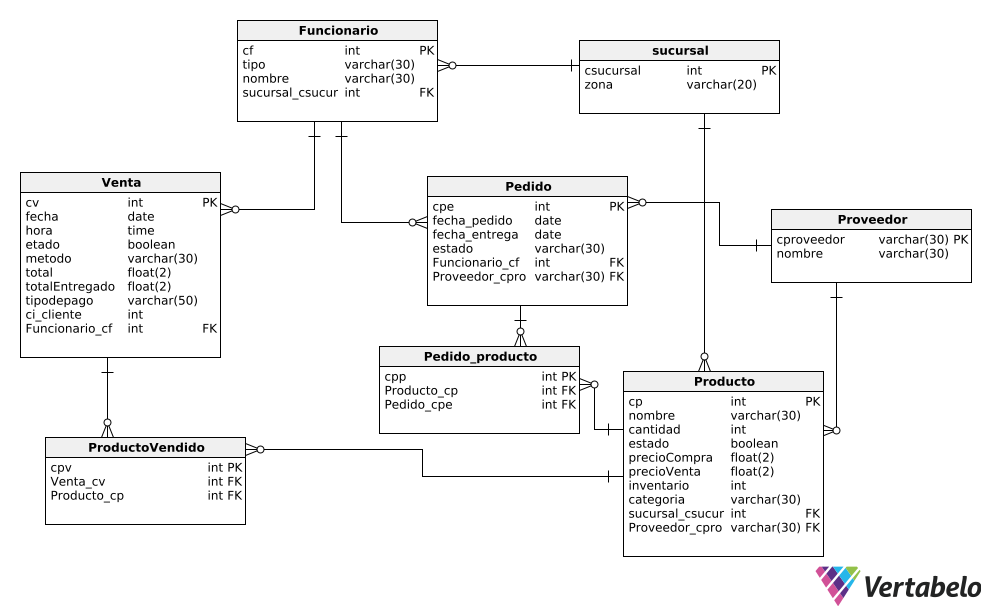 Funcionario
cf int PK
tipo varchar(30)
nombre varchar(30)
sucursal_csucur int FK
sucursal
csucursal int PK
zona varchar(20)
Venta
cv int PK
fecha date
hora time
etado boolean
metodo varchar(30)
total float(2)
totalEntregado float(2)
tipodepago varchar(50)
ci_cliente int
Funcionario_cf int FK
Pedido
cpe int PK
fecha_pedido date
fecha_entrega date
estado varchar(30)
Funcionario_cf int FK
Proveedor_cpro varchar(30) FK
Proveedor
cproveedor varchar(30) PK
nombre varchar(30)
Pedido_producto
cpp int PK
Producto_cp int FK
Pedido_cpe int FK
Producto
cp int PK
nombre varchar(30)
cantidad int
estado boolean
precioCompra float(2)
precioVenta float(2)
inventario int
categoria varchar(30)
sucursal_csucur int FK
Proveedor_cpro varchar(30) FK
ProductoVendido
cpv int PK
Venta_cv int FK
Producto_cp int FK
Vertabelo